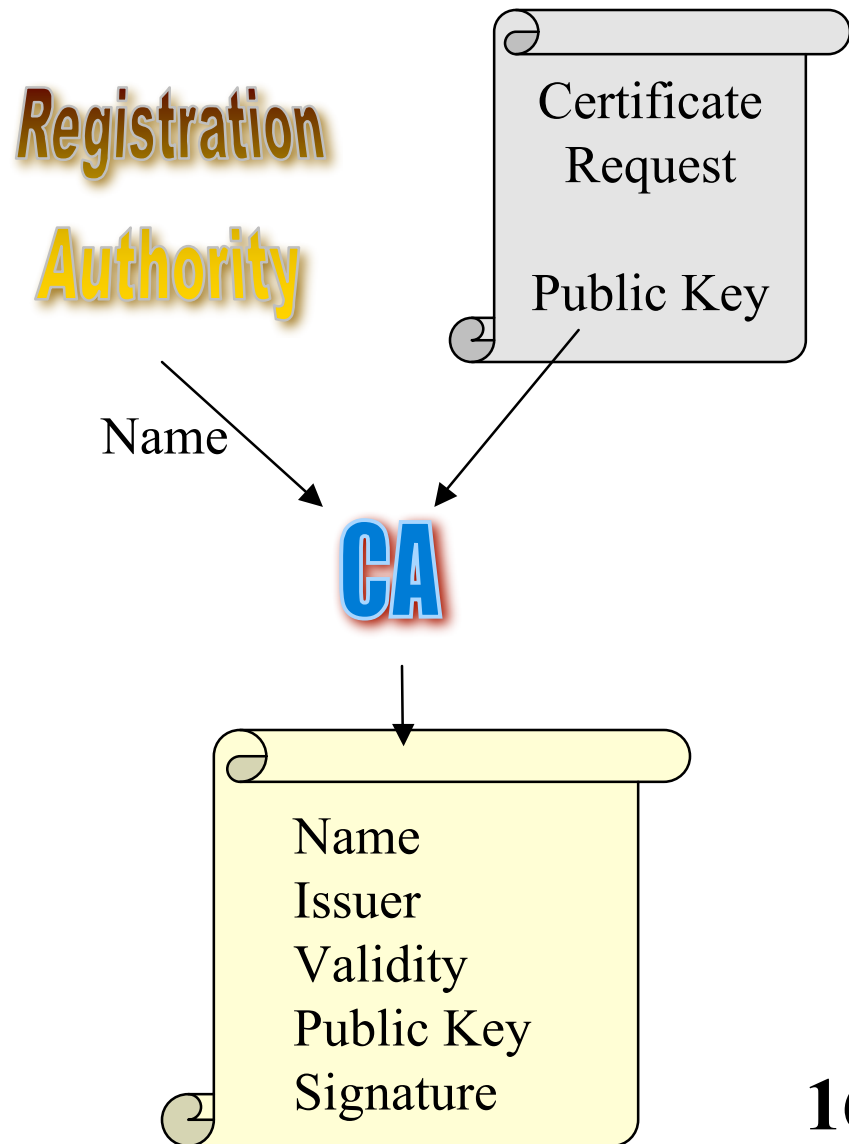 Registration
Authority
Certificate
Request
Public Key
Name
CA
Name
Issuer
Validity
Public Key
Signature